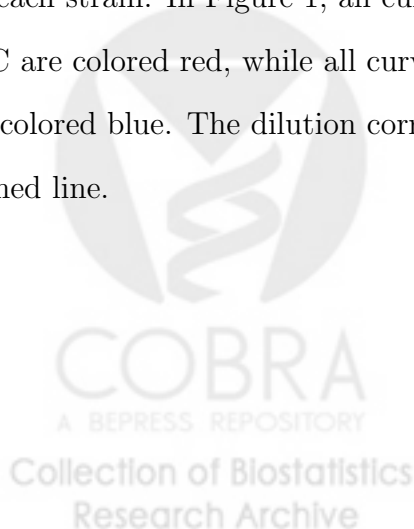 each strain. In Figure 1, all cu
C are colored red, while all curv
colored blue. The dilution corr
ned line.
COBRA
A BEPRESS REPOSITORY
Collection of Biostatistics
Research Archive